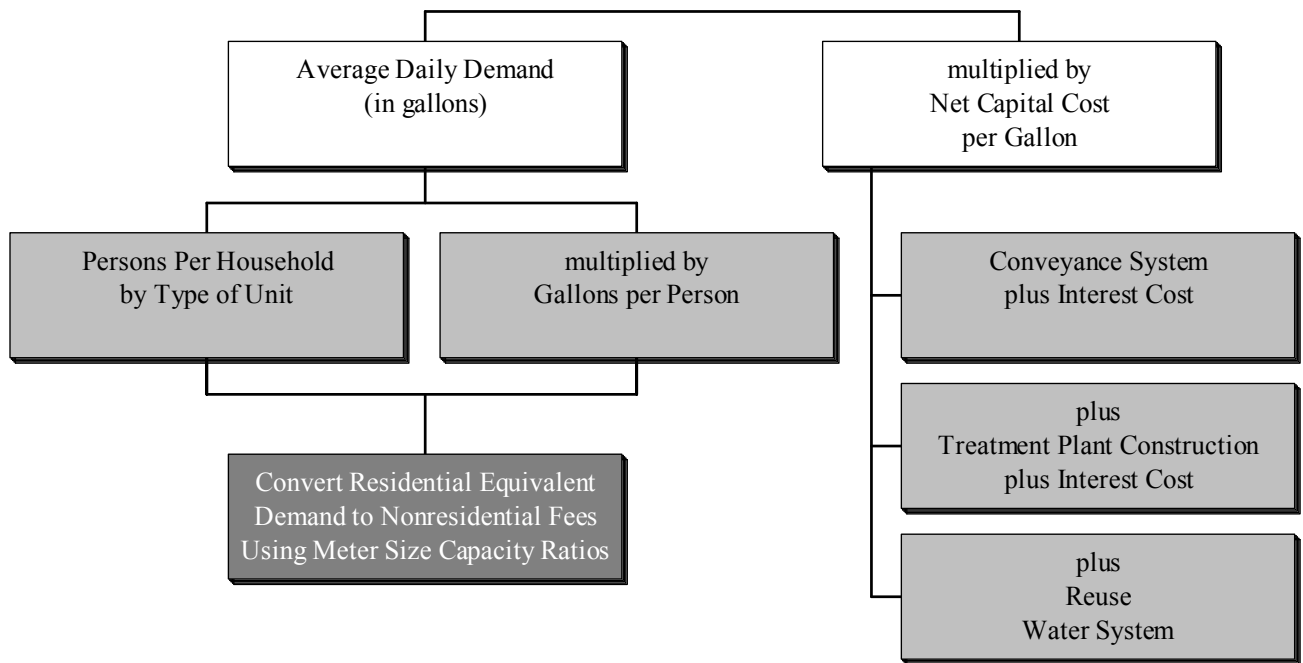 Average Daily Demand
(in gallons)
multiplied by
Net Capital Cost
per Gallon
Persons Per Household
by Type of Unit
multiplied by
Gallons per Person
Conveyance System
plus Interest Cost
plus
Treatment Plant Construction
plus Interest Cost
Convert Residential Equivalent
Demand to Nonresidential Fees
Using Meter Size Capacity Ratios
plus
Reuse
Water System